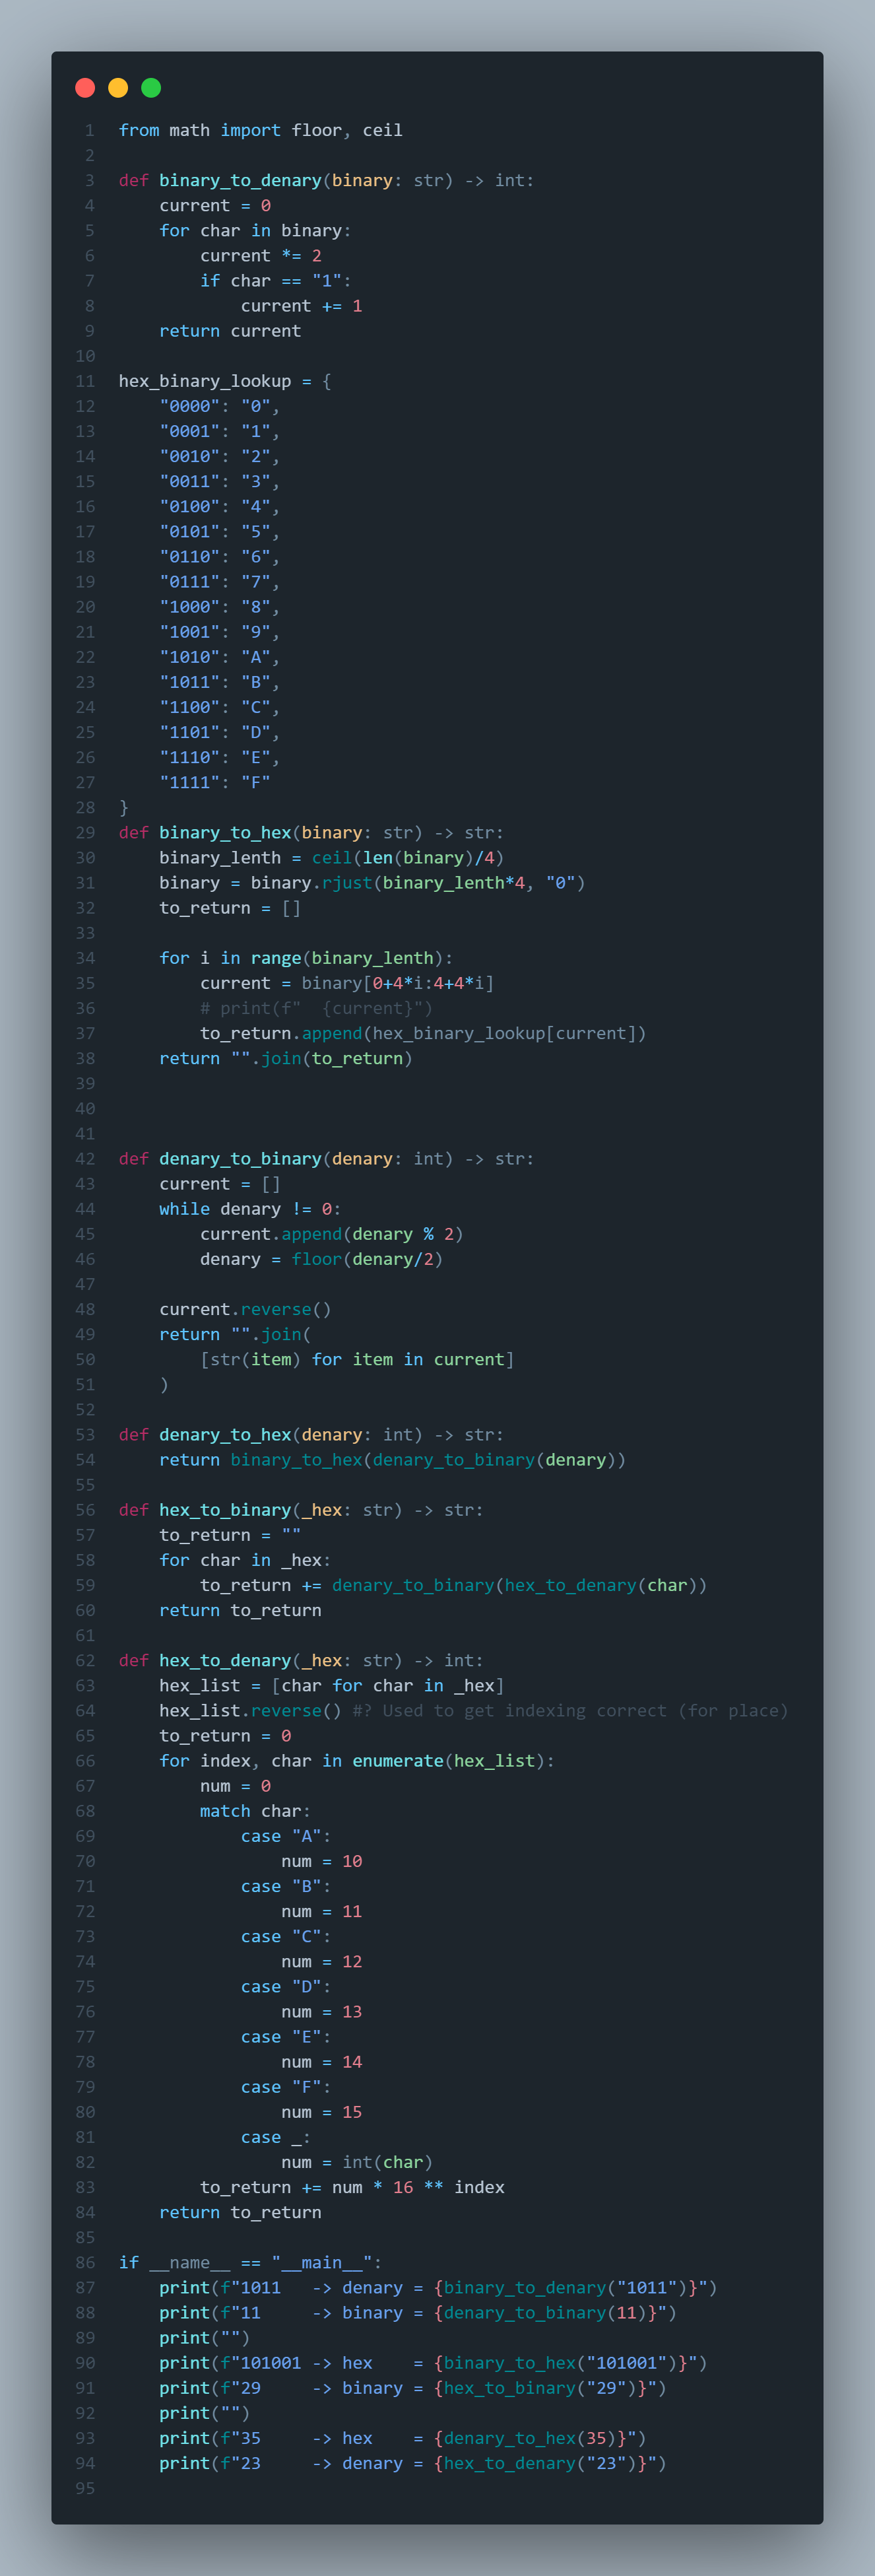 1 from math import floor, ceil
2
3 def binary_to_denary(binary: str) -> int:
4     current = 0
5     for char in binary:
6         current *= 2
7         if char == "1":
8             current += 1
9     return current
10
11 hex_binary_lookup = {
12     "0000": "0",
13     "0001": "1",
14     "0010": "2",
15     "0011": "3",
16     "0100": "4",
17     "0101": "5",
18     "0110": "6",
19     "0111": "7",
20     "1000": "8",
21     "1001": "9",
22     "1010": "A",
23     "1011": "B",
24     "1100": "C",
25     "1101": "D",
26     "1110": "E",
27     "1111": "F"
28 }
29 def binary_to_hex(binary: str) -> str:
30     binary_lenth = ceil(len(binary)/4)
31     binary = binary.rjust(binary_lenth*4, "0")
32     to_return = []
33
34     for i in range(binary_lenth):
35         current = binary[0+4*i:4+4*i]
36         # print(f"  {current}")
37         to_return.append(hex_binary_lookup[current])
38     return "".join(to_return)
39
40
41
42 def denary_to_binary(denary: int) -> str:
43     current = []
44     while denary != 0:
45         current.append(denary % 2)
46         denary = floor(denary/2)
47
48     current.reverse()
49     return "".join(
50         [str(item) for item in current]
51     )
52
53 def denary_to_hex(denary: int) -> str:
54     return binary_to_hex(denary_to_binary(denary))
55
56 def hex_to_binary(_hex: str) -> str:
57     to_return = ""
58     for char in _hex:
59         to_return += denary_to_binary(hex_to_denary(char))
60     return to_return
61
62 def hex_to_denary(_hex: str) -> int:
63     hex_list = [char for char in _hex]
64     hex_list.reverse() #? Used to get indexing correct (for place)
65     to_return = 0
66     for index, char in enumerate(hex_list):
67         num = 0
68         match char:
69             case "A":
70                 num = 10
71             case "B":
72                 num = 11
73             case "C":
74                 num = 12
75             case "D":
76                 num = 13
77             case "E":
78                 num = 14
79             case "F":
80                 num = 15
81             case _:
82                 num = int(char)
83         to_return += num * 16 ** index
84     return to_return
85
86 if __name__ == "__main__":
87     print(f"1011   -> denary = {binary_to_denary("1011")}")
88     print(f"11     -> binary = {denary_to_binary(11)}")
89     print("")
90     print(f"101001 -> hex    = {binary_to_hex("101001")}")
91     print(f"29     -> binary = {hex_to_binary("29")}")
92     print("")
93     print(f"35     -> hex    = {denary_to_hex(35)}")
94     print(f"23     -> denary = {hex_to_denary("23")}")
95